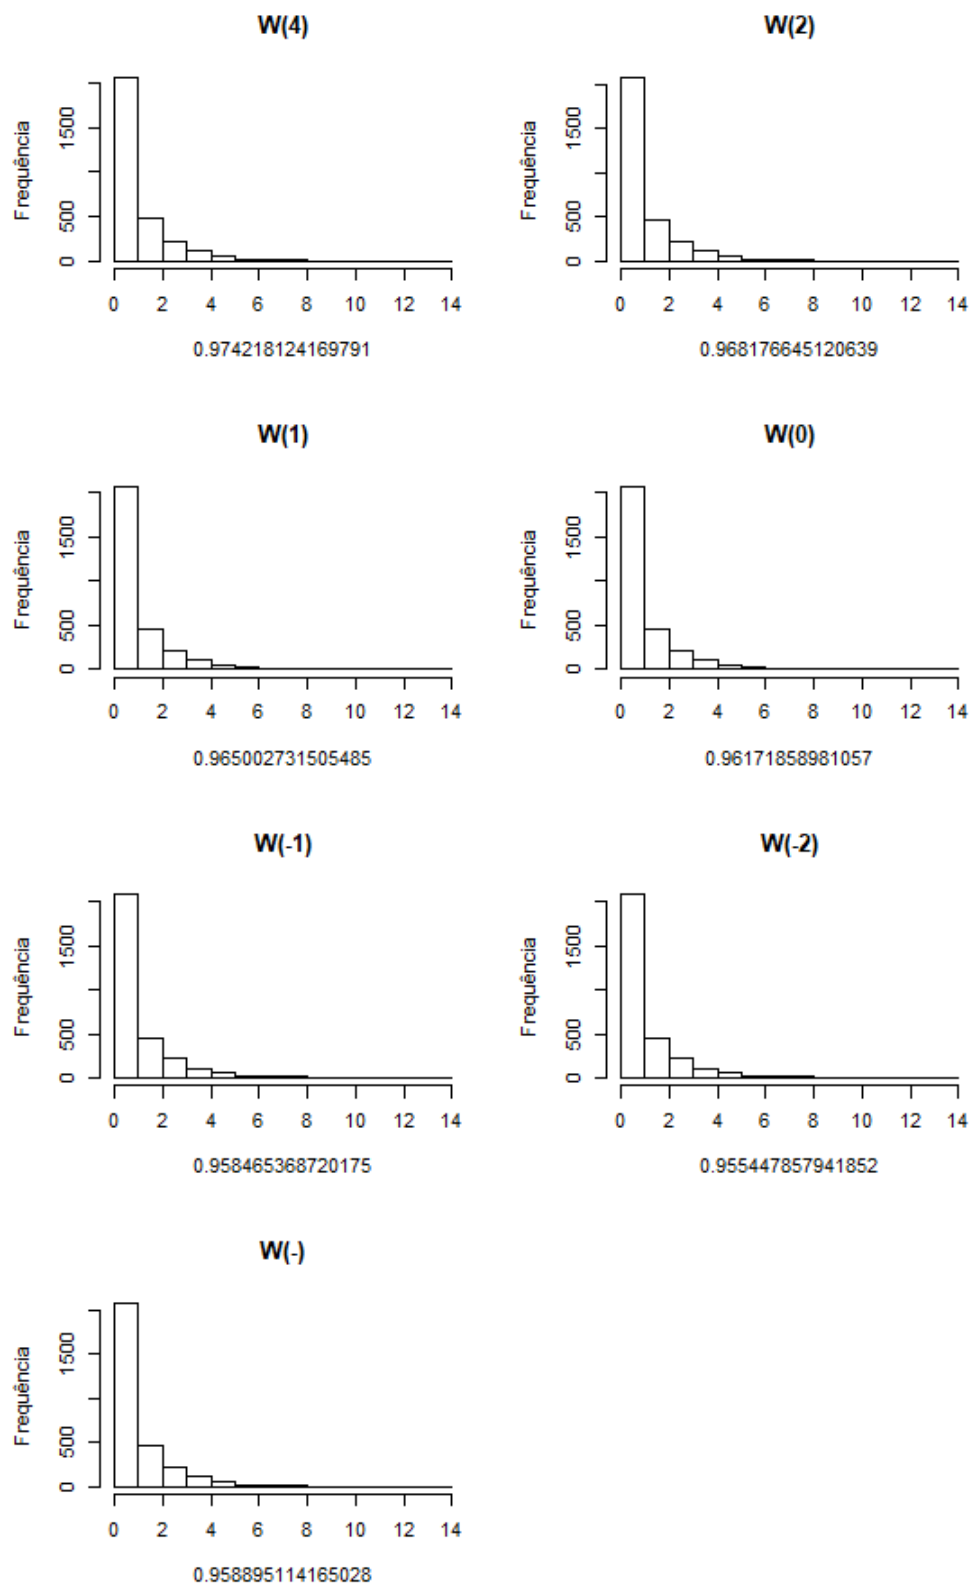 W(4)
Frequência
1500
500
0
0 2 4 6 8 10 12 14
0.974218124169791
W(2)
Frequência
1500
500
0
0 2 4 6 8 10 12 14
0.968176645120639
W(1)
Frequência
1500
500
0
0 2 4 6 8 10 12 14
0.965002731505485
W(0)
Frequência
1500
500
0
0 2 4 6 8 10 12 14
0.96171858981057
W(-1)
Frequência
1500
500
0
0 2 4 6 8 10 12 14
0.958465368720175
W(-2)
Frequência
1500
500
0
0 2 4 6 8 10 12 14
0.955447857941852
W(-)
Frequência
1500
500
0
0 2 4 6 8 10 12 14
0.958895114165028